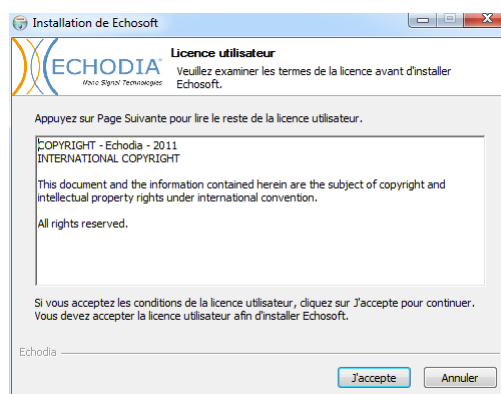 Installation de Echosoft
ECHODIA
Nano Signal Technologies
Licence utilisateur
Veuillez examiner les termes de la licence avant d'installer
Echosoft.
Appuyez sur Page Suivante pour lire le reste de la licence utilisateur.
COPYRIGHT - Echodia - 2011
INTERNATIONAL COPYRIGHT
This document and the information contained herein are the subject of copyright and
intellectual property rights under international convention.
All rights reserved.
Si vous acceptez les conditions de la licence utilisateur, cliquez sur J'accepte pour continuer.
Vous devez accepter la licence utilisateur afin d'installer Echosoft.
Echodia
J'accepte
Annuler